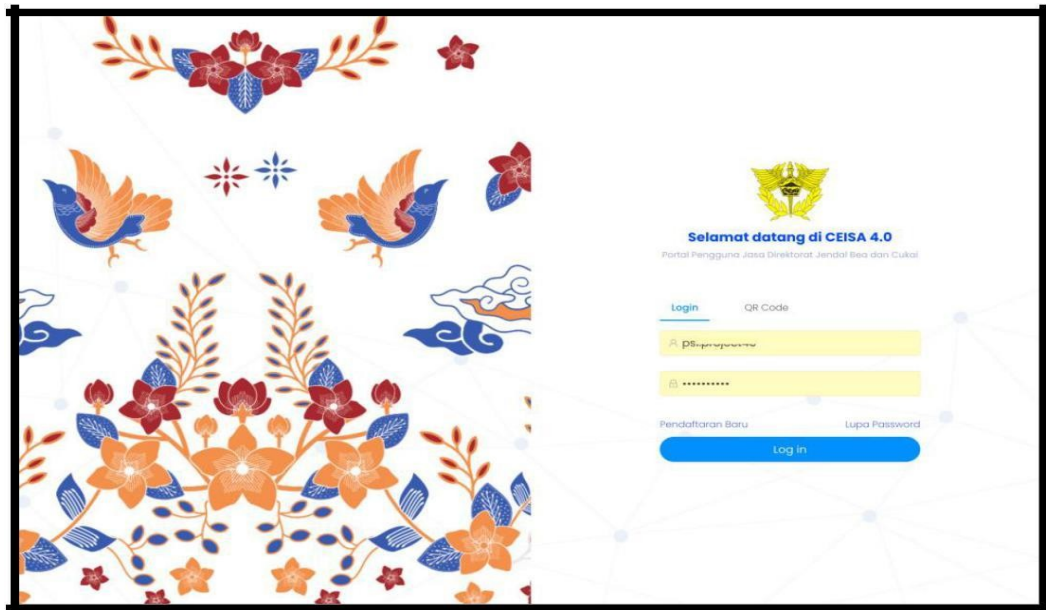 Selamat datang di CEISA 4.0
Portal Pengguna Jasa Direktorat Jendal Bea dan Cukai
Login QR Code
••••••••••
Pendaftaran Baru Lupa Password
Log in